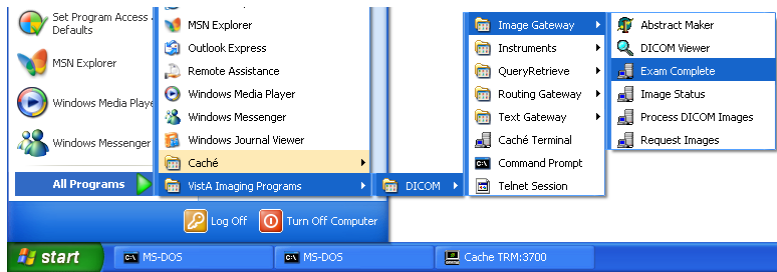 Set Program Access
Defaults
MSN Explorer
Windows Media Playe
Windows Messenger
All Programs
MSN Explorer
Outlook Express
Remote Assistance
Windows Media Player
Windows Messenger
Windows Journal Viewer
Caché
VistA Imaging Programs
DICOM
Image Gateway
Instruments
QueryRetrieve
Routing Gateway
Text Gateway
Caché Terminal
Command Prompt
Telnet Session
Abstract Maker
DICOM Viewer
Exam Complete
Image Status
Process DICOM Images
Request Images
Log Off
Turn Off Computer
start
MS-DOS
MS-DOS
Cache TRM:3700